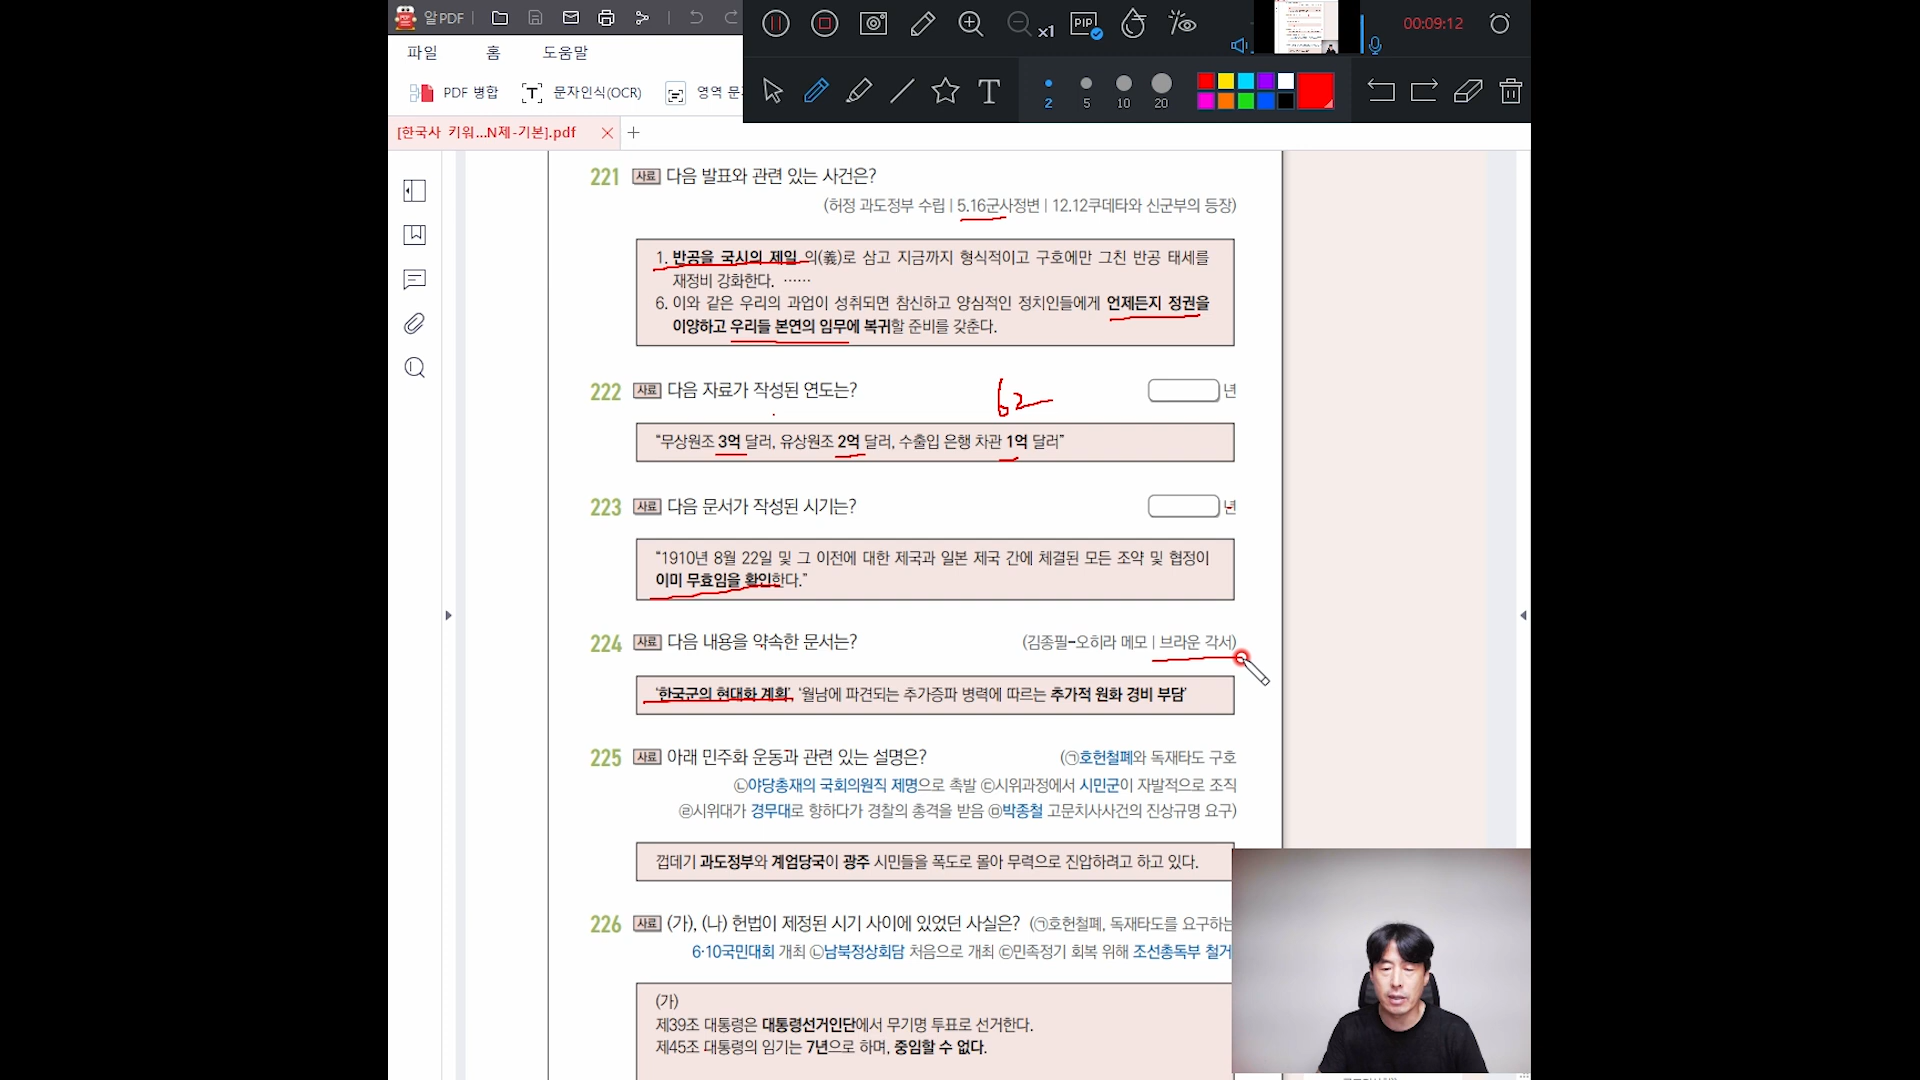 알PDF
x1
PIP
00:09:12
파일 홈 도움말
PDF 병합 문자인식(OCR) 영역 문
T
2 5 10 20
[한국사 키워...N제-기본].pdf
221 사료 다음 발표와 관련 있는 사건은?
(허정 과도정부 수립 | 5.16군사정변 | 12.12쿠데타와 신군부의 등장)
1. 반공을 국시의 제일 의(義)로 삼고 지금까지 형식적이고 구호에만 그친 반공 태세를
재정비 강화한다. ……
6. 이와 같은 우리의 과업이 성취되면 참신하고 양심적인 정치인들에게 언제든지 정권을
이양하고 우리들 본연의 임무에 복귀할 준비를 갖춘다.
222 사료 다음 자료가 작성된 연도는? 62 년
“무상원조 3억 달러, 유상원조 2억 달러, 수출입 은행 차관 1억 달러”
223 사료 다음 문서가 작성된 시기는? 년
“1910년 8월 22일 및 그 이전에 대한 제국과 일본 제국 간에 체결된 모든 조약 및 협정이
이미 무효임을 확인한다.”
224 사료 다음 내용을 약속한 문서는? (김종필-오히라 메모 | 브라운 각서)
‘한국군의 현대화 계획’, ‘월남에 파견되는 추가증파 병력에 따르는 추가적 원화 경비 부담’
225 사료 아래 민주화 운동과 관련 있는 설명은? (㉠호헌철폐와 독재타도 구호
㉡야당총재의 국회의원직 제명으로 촉발 ㉢시위과정에서 시민군이 자발적으로 조직
㉣시위대가 경무대로 향하다가 경찰의 총격을 받음 ㉤박종철 고문치사사건의 진상규명 요구)
껍데기 과도정부와 계엄당국이 광주 시민들을 폭도로 몰아 무력으로 진압하려고 하고 있다.
226 사료 (가), (나) 헌법이 제정된 시기 사이에 있었던 사실은? (㉠호헌철폐, 독재타도를 요구하는
6·10국민대회 개최 ㉡남북정상회담 처음으로 개최 ㉢민족정기 회복 위해 조선총독부 철거
(가)
제39조 대통령은 대통령선거인단에서 무기명 투표로 선거한다.
제45조 대통령의 임기는 7년으로 하며, 중임할 수 없다.